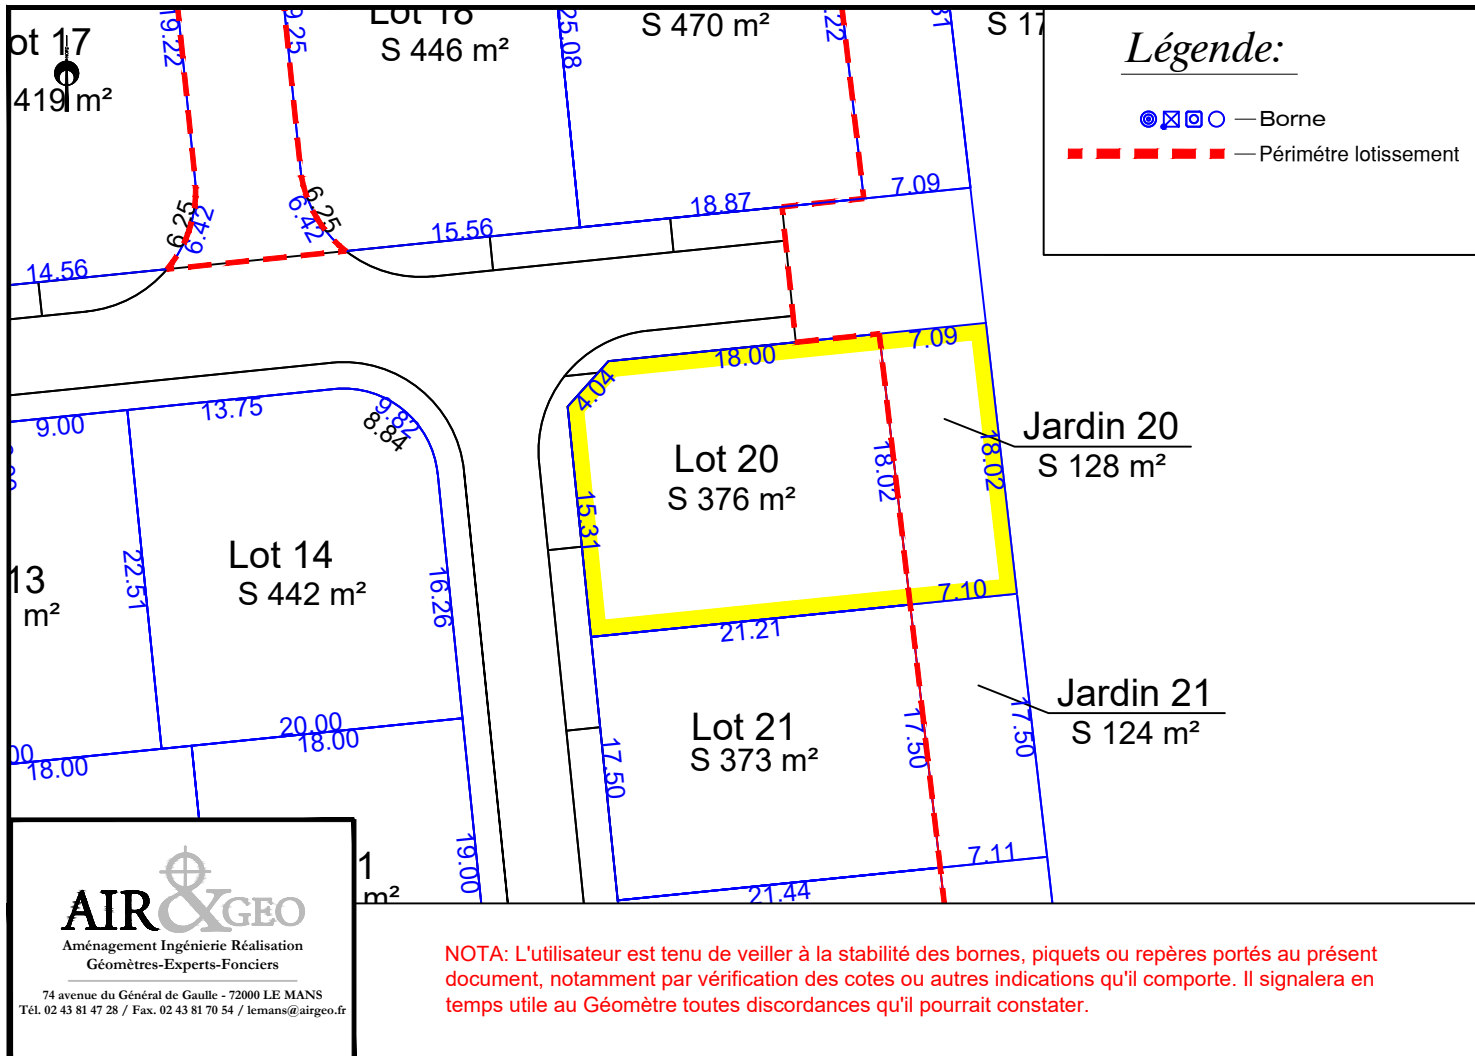 19.22
9.25
Lot 18
S 446 m²
25.08
S 470 m²
.22
31
S 17
Légende:
Borne
Périmétre lotissement
ot 17
419 m²
6.25
6.42
6.25
6.42
15.56
18.87
7.09
14.56
18.00
7.09
4.04
9.00
13.75
9.82
8.84
Lot 20
S 376 m²
15.31
18.02
18.02
Jardin 20
S 128 m²
22.51
Lot 14
S 442 m²
16.26
13
m²
7.10
21.21
Jardin 21
S 124 m²
Lot 21
S 373 m²
17.50
17.50
17.50
20.00
18.00
00
18.00
19.00
1
m²
7.11
21.44
AIR&GEO
Aménagement Ingénierie Réalisation
Géomètres-Experts-Fonciers
74 avenue du Général de Gaulle - 72000 LE MANS
Tél. 02 43 81 47 28 / Fax. 02 43 81 70 54 / lemans@airgeo.fr
NOTA: L'utilisateur est tenu de veiller à la stabilité des bornes, piquets ou repères portés au présent
document, notamment par vérification des cotes ou autres indications qu'il comporte. Il signalera en
temps utile au Géomètre toutes discordances qu'il pourrait constater.